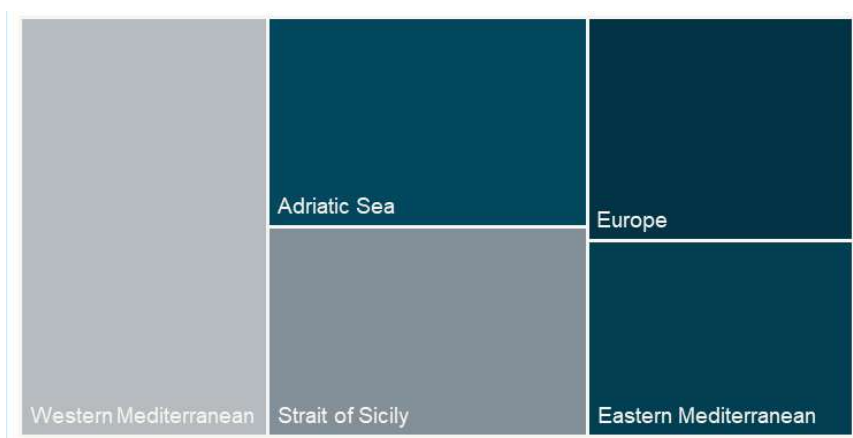 Adriatic Sea
Europe
Western Mediterranean
Strait of Sicily
Eastern Mediterranean